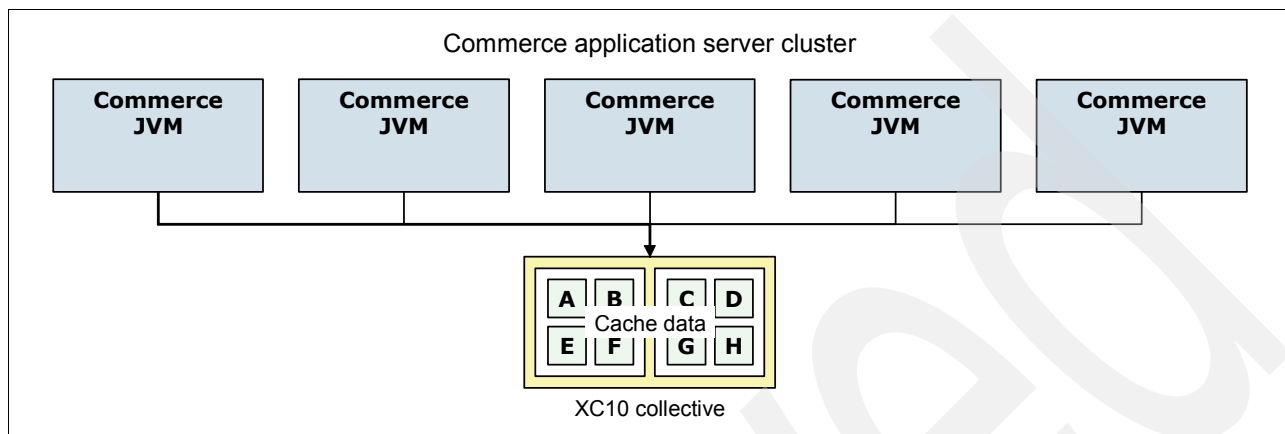 Commerce application server cluster
Commerce Commerce Commerce Commerce Commerce
JVM JVM JVM JVM JVM
A B C D
Cache data
E F G H
XC10 collective